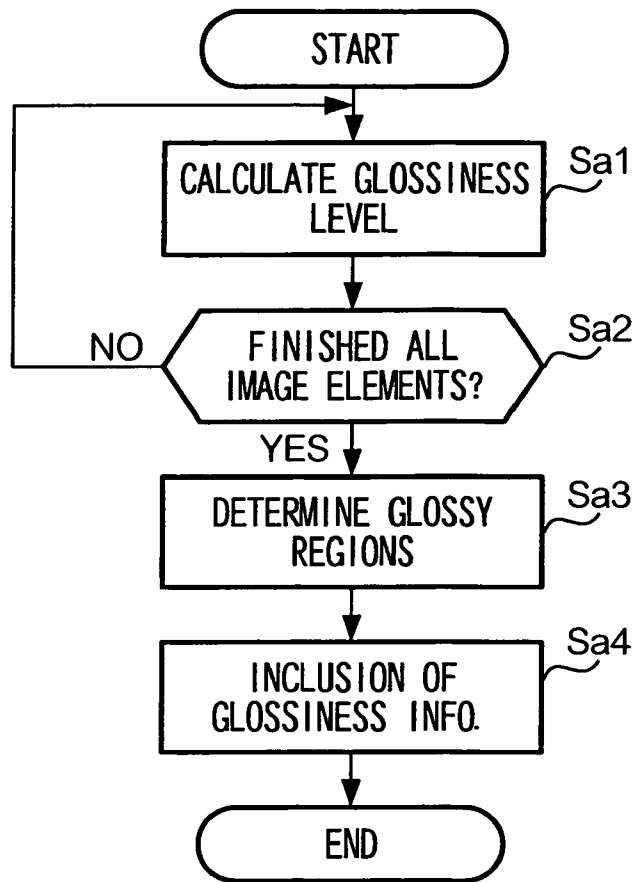 START
CALCULATE GLOSSINESS
LEVEL
Sa1
NO
FINISHED ALL
IMAGE ELEMENTS?
Sa2
YES
DETERMINE GLOSSY
REGIONS
Sa3
INCLUSION OF
GLOSSINESS INFO.
Sa4
END